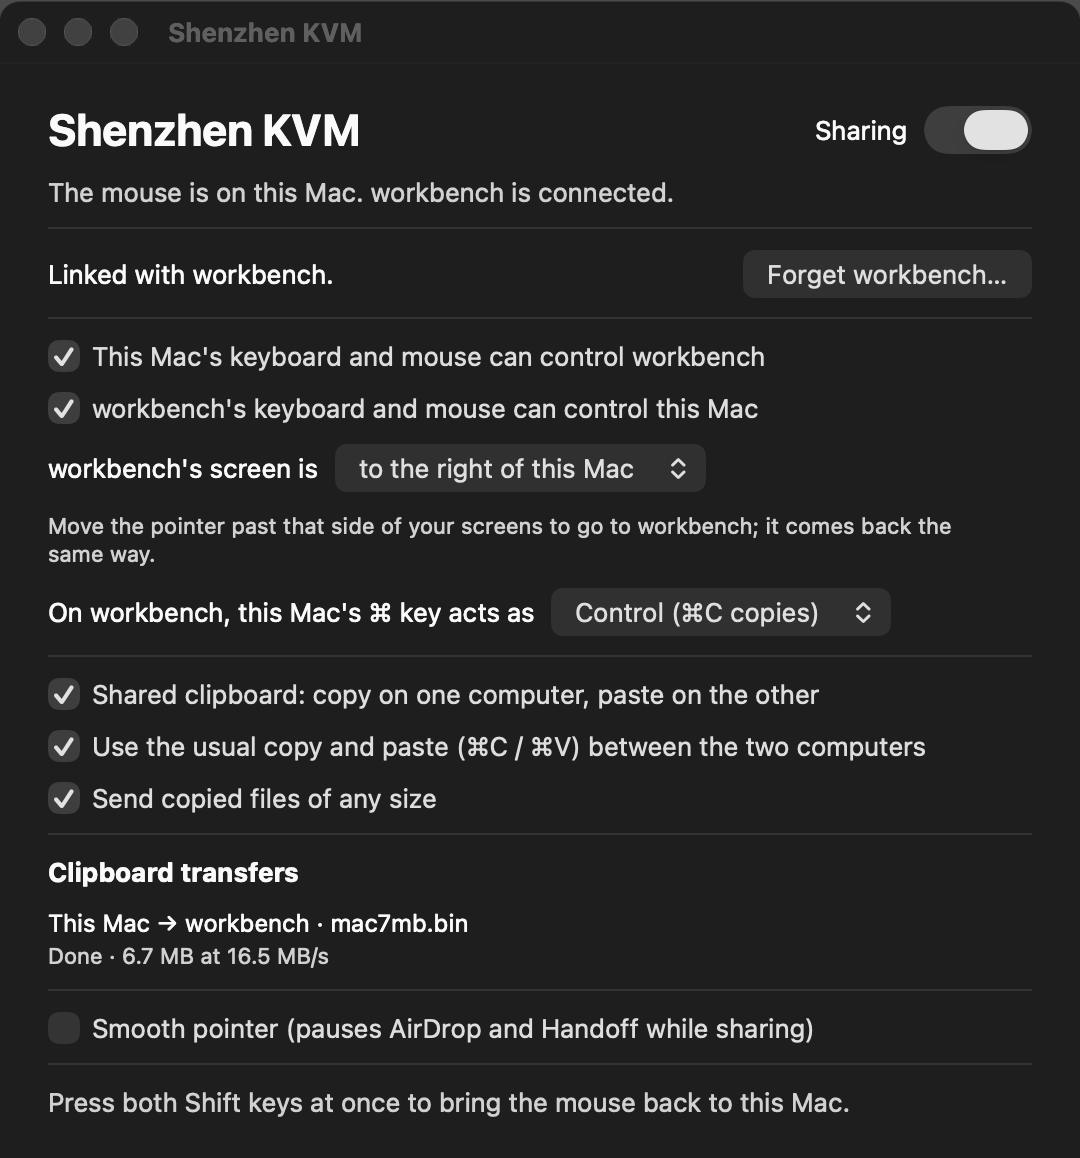 Shenzhen KVM
Shenzhen KVM
Sharing
The mouse is on this Mac. workbench is connected.
Linked with workbench.
Forget workbench...
This Mac's keyboard and mouse can control workbench
workbench's keyboard and mouse can control this Mac
workbench's screen is
to the right of this Mac
Move the pointer past that side of your screens to go to workbench; it comes back the
same way.
On workbench, this Mac's ⌘ key acts as
Control (⌘C copies)
Shared clipboard: copy on one computer, paste on the other
Use the usual copy and paste (⌘C / ⌘V) between the two computers
Send copied files of any size
Clipboard transfers
This Mac → workbench · mac7mb.bin
Done · 6.7 MB at 16.5 MB/s
Smooth pointer (pauses AirDrop and Handoff while sharing)
Press both Shift keys at once to bring the mouse back to this Mac.